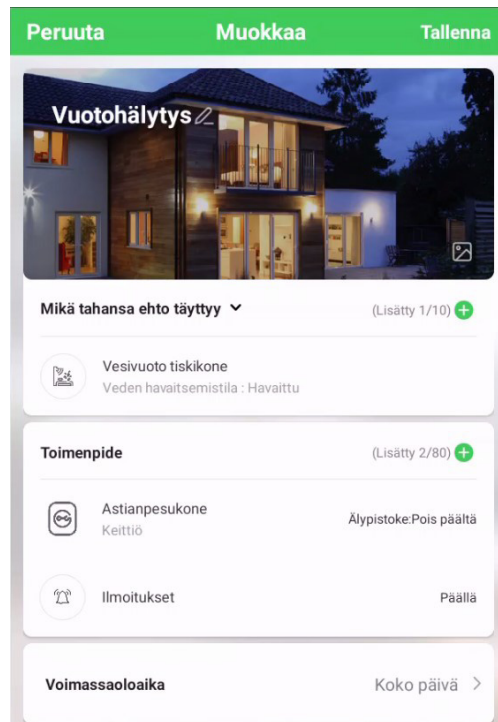 Peruuta Muokkaa Tallenna
Vuotohälytys
Mikä tahansa ehto täyttyy (Lisätty 1/10)
Vesivuoto tiskikone
Veden havaitsemistila : Havaittu
Toimenpide (Lisätty 2/80)
Astianpesukone
Keittiö
Älypistoke:Pois päältä
Ilmoitukset Päällä
Voimassaoloaika Koko päivä